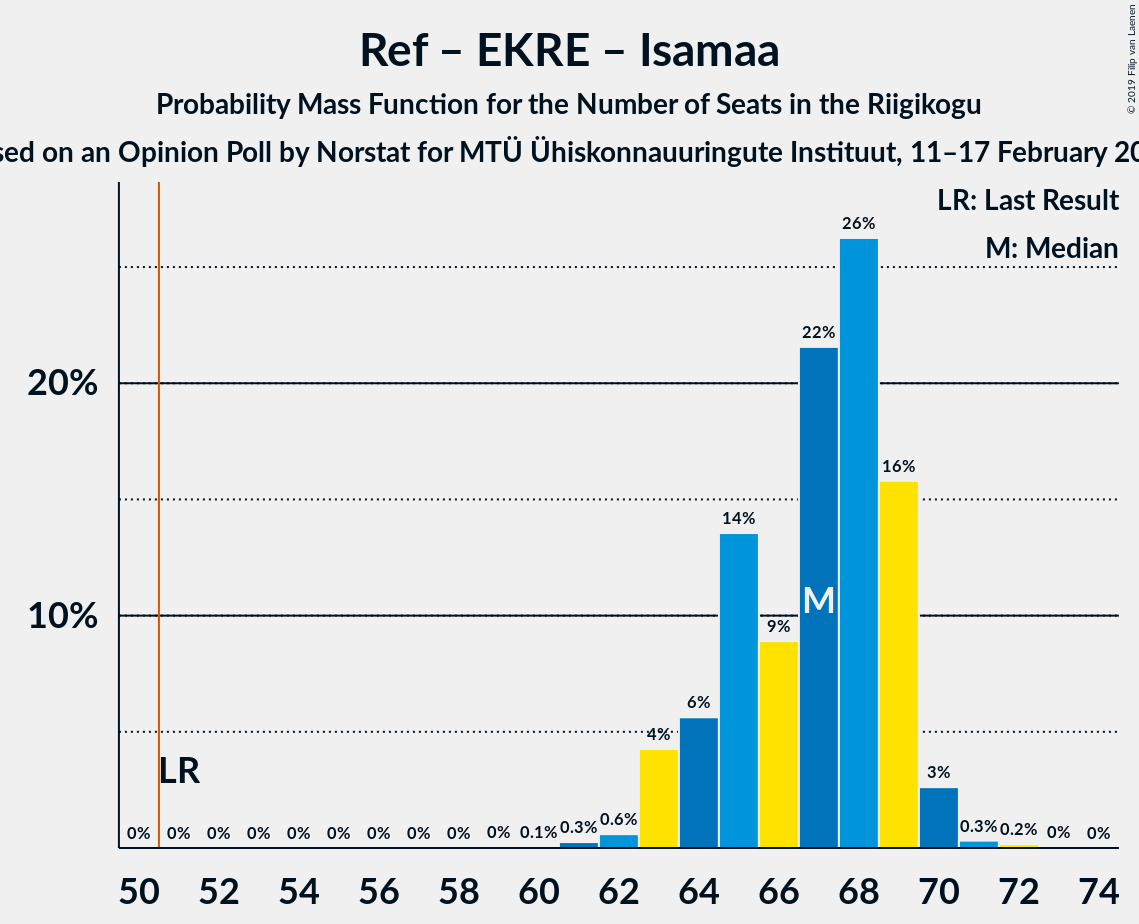 Ref – EKRE – Isamaa
Probability Mass Function for the Number of Seats in the Riigikogu
on an Opinion Poll by Norstat for MTÜ Ühiskonnauuringute Instituut, 11–17 February
© 2019 Filip van Laenen
LR: Last Result
M: Median
26%
22%
20%
16%
14%
10%
9%
M
6%
4%
3%
LR
0% 0% 0% 0% 0% 0% 0% 0% 0% 0% 0.1% 0.3% 0.6% 0.3% 0.2% 0% 0%
50 52 54 56 58 60 62 64 66 68 70 72 74